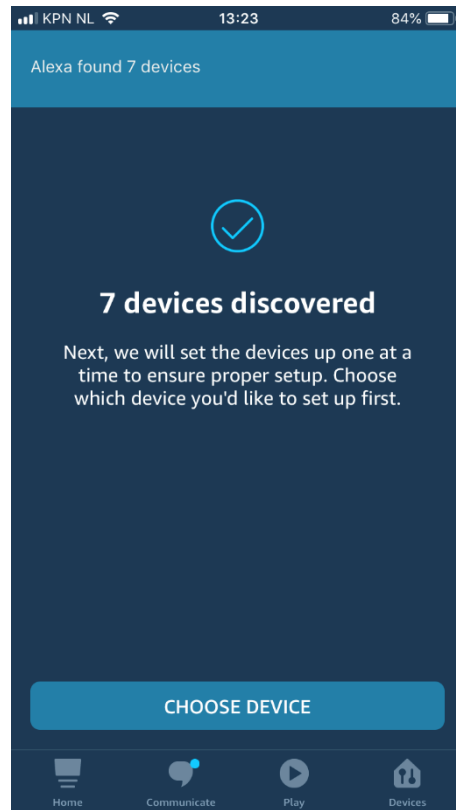 KPN NL 13:23 84%
Alexa found 7 devices
7 devices discovered
Next, we will set the devices up one at a
time to ensure proper setup. Choose
which device you'd like to set up first.
CHOOSE DEVICE
Home Communicate Play Devices